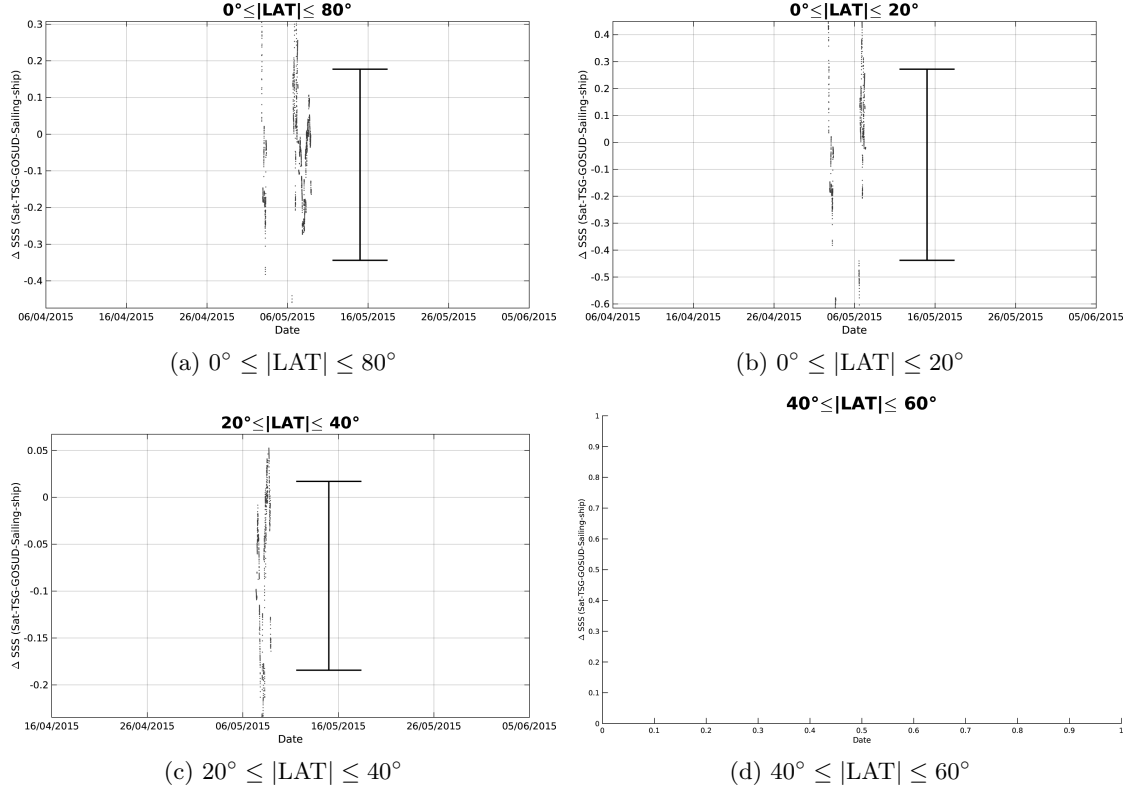 0°≤|LAT|≤ 80°
Δ SSS (Sat-TSG-GOSUD-Sailing-ship)
0.3
0.2
0.1
0
-0.1
-0.2
-0.3
-0.4
06/04/2015 16/04/2015 26/04/2015 06/05/2015 16/05/2015 26/05/2015 05/06/2015
Date
(a) 0° ≤ |LAT| ≤ 80°
0°≤|LAT|≤ 20°
Δ SSS (Sat-TSG-GOSUD-Sailing-ship)
0.4
0.3
0.2
0.1
0
-0.1
-0.2
-0.3
-0.4
-0.5
-0.6
06/04/2015 16/04/2015 26/04/2015 06/05/2015 16/05/2015 26/05/2015 05/06/2015
Date
(b) 0° ≤ |LAT| ≤ 20°
20°≤|LAT|≤ 40°
Δ SSS (Sat-TSG-GOSUD-Sailing-ship)
0.05
0
-0.05
-0.1
-0.15
-0.2
16/04/2015 26/04/2015 06/05/2015 16/05/2015 26/05/2015 05/06/2015
Date
(c) 20° ≤ |LAT| ≤ 40°
40°≤|LAT|≤ 60°
Δ SSS (Sat-TSG-GOSUD-Sailing-ship)
1
0.9
0.8
0.7
0.6
0.5
0.4
0.3
0.2
0.1
0
0 0.1 0.2 0.3 0.4 0.5 0.6 0.7 0.8 0.9 1
Date
(d) 40° ≤ |LAT| ≤ 60°